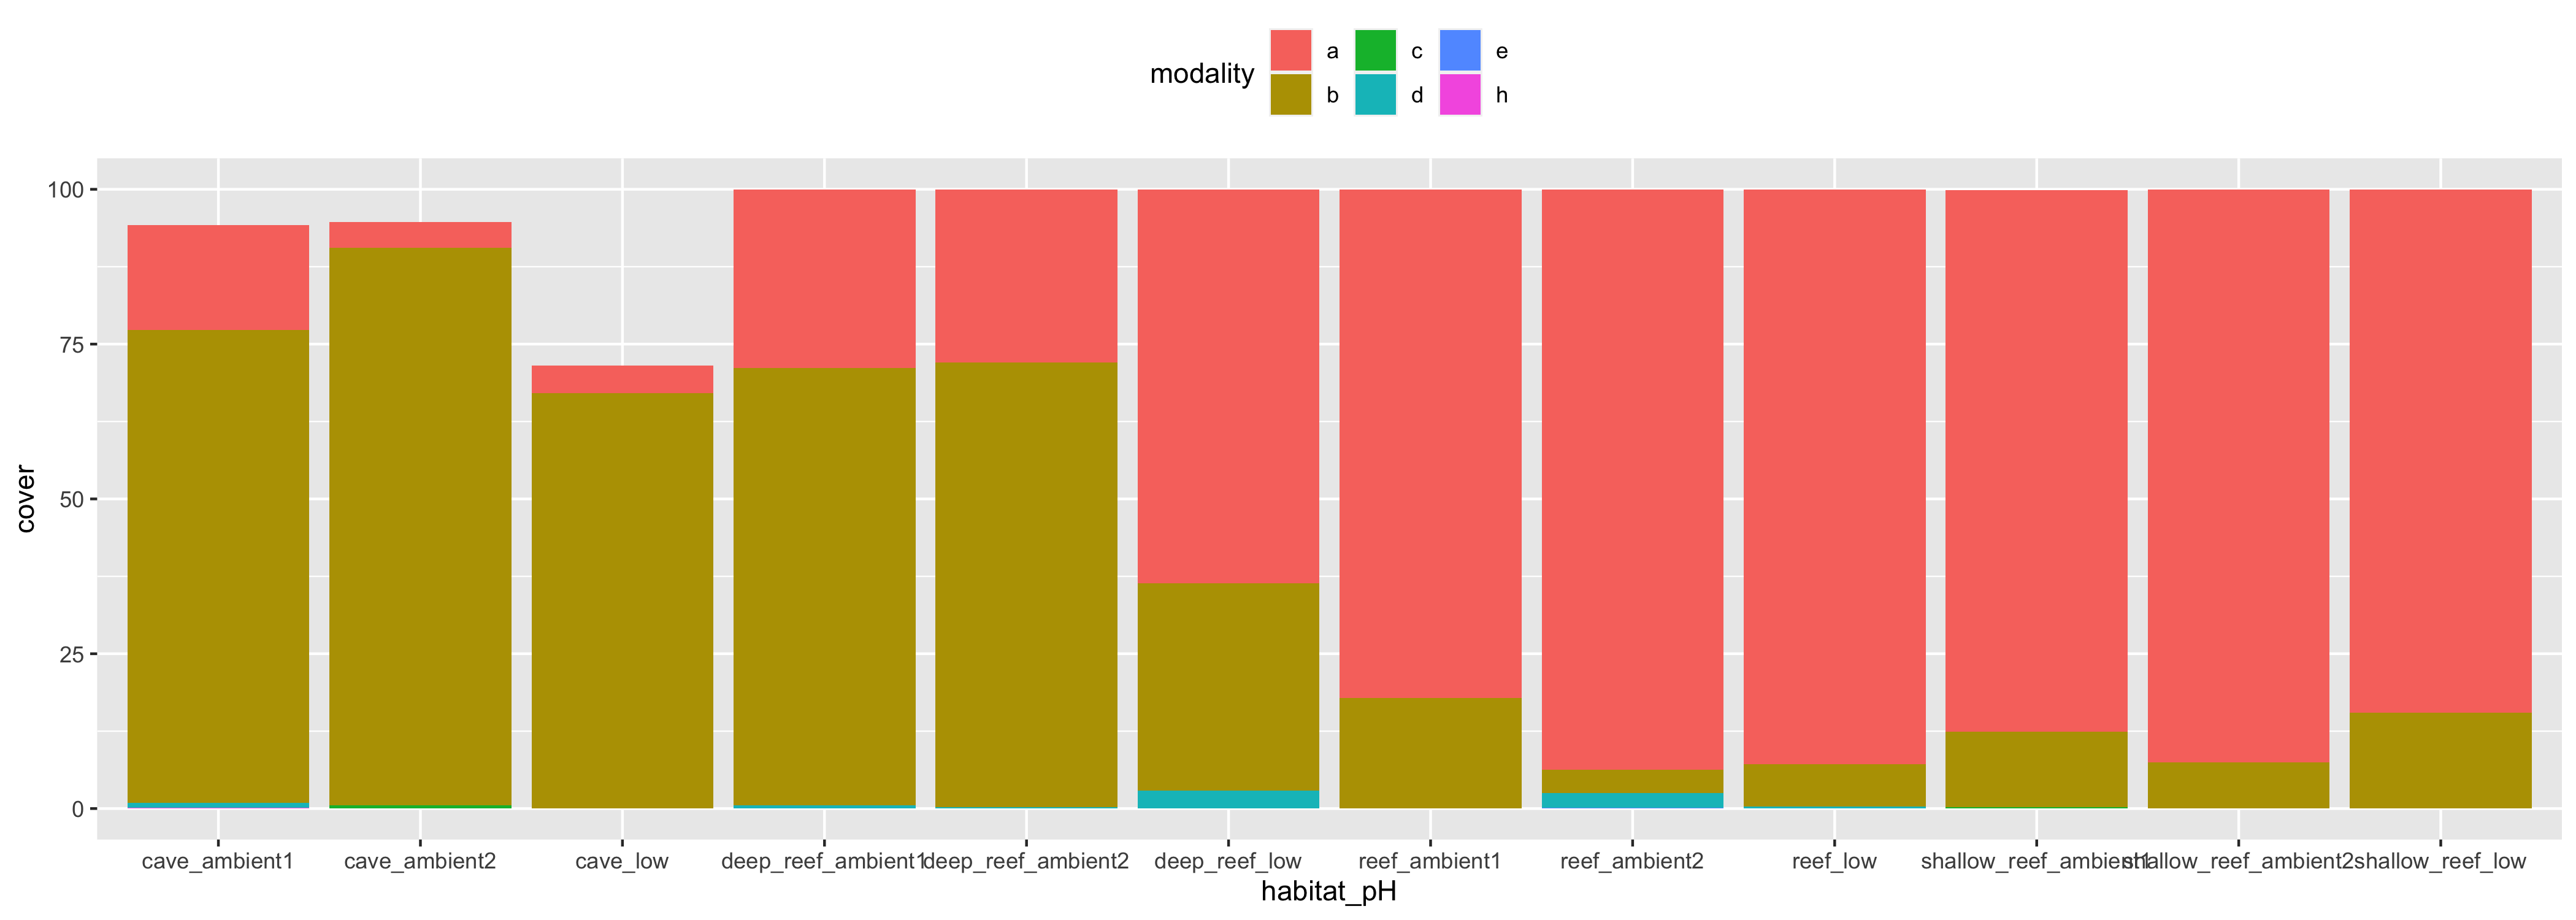 modality
a c e
b d h
100
75
50
25
0
cover
cave_ambient1 cave_ambient2 cave_low deep_reef_ambient1 deep_reef_ambient2 deep_reef_low reef_ambient1 reef_ambient2 reef_low shallow_reef_ambient1 shallow_reef_ambient2 shallow_reef_low
habitat_pH